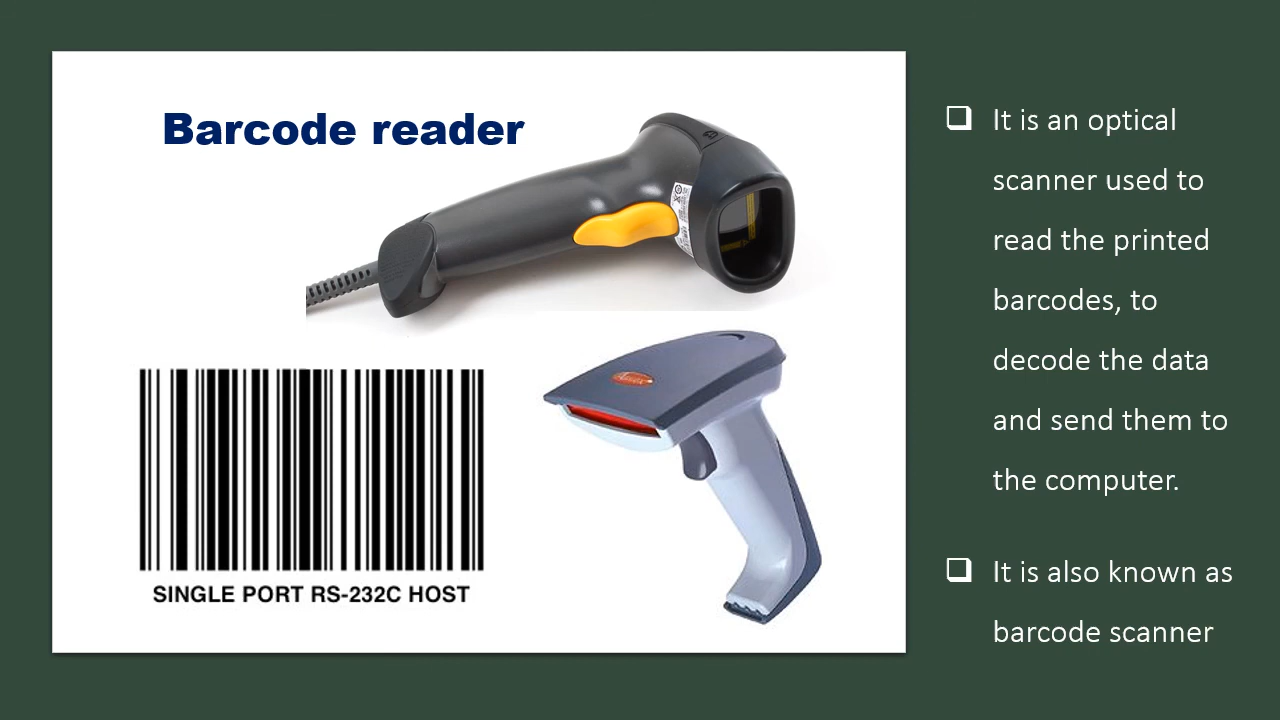 Barcode reader
SINGLE PORT RS-232C HOST
It is an optical
scanner used to
read the printed
barcodes, to
decode the data
and send them to
the computer.
It is also known as
barcode scanner